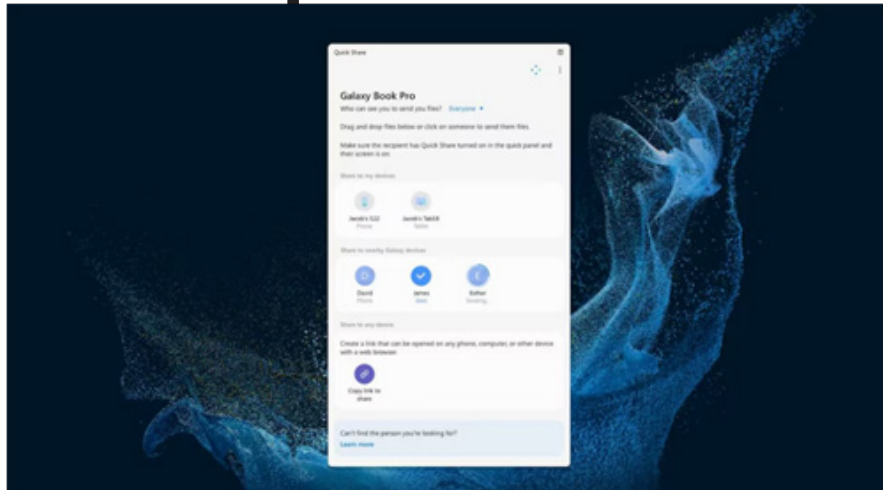 Quick Share
Galaxy Book Pro
Who can see you to send you files? Everyone
Drag and drop files below or click on someone to send them files.
Make sure the recipient has Quick Share turned on in the quick panel and
their screen is on.
Share to my devices
Jacob's S22
Phone
Jacob's TabS8
Tablet
Share to nearby Galaxy devices
D
David
Phone
James
Sent
E
Esther
Sending...
Share to any device
Create a link that can be opened on any phone, computer, or other device
with a web browser.
Copy link to
share
Can't find the person you're looking for?
Learn more